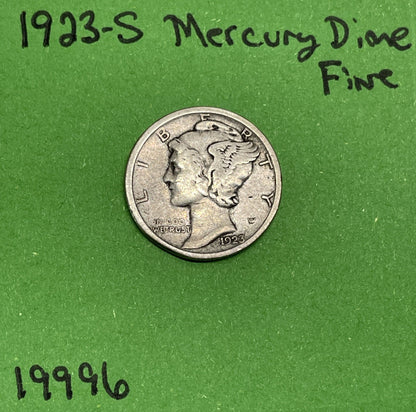 1923-S Mercury Dime
Fine
LIBERTY
IN GOD
WE TRUST
1923
19996